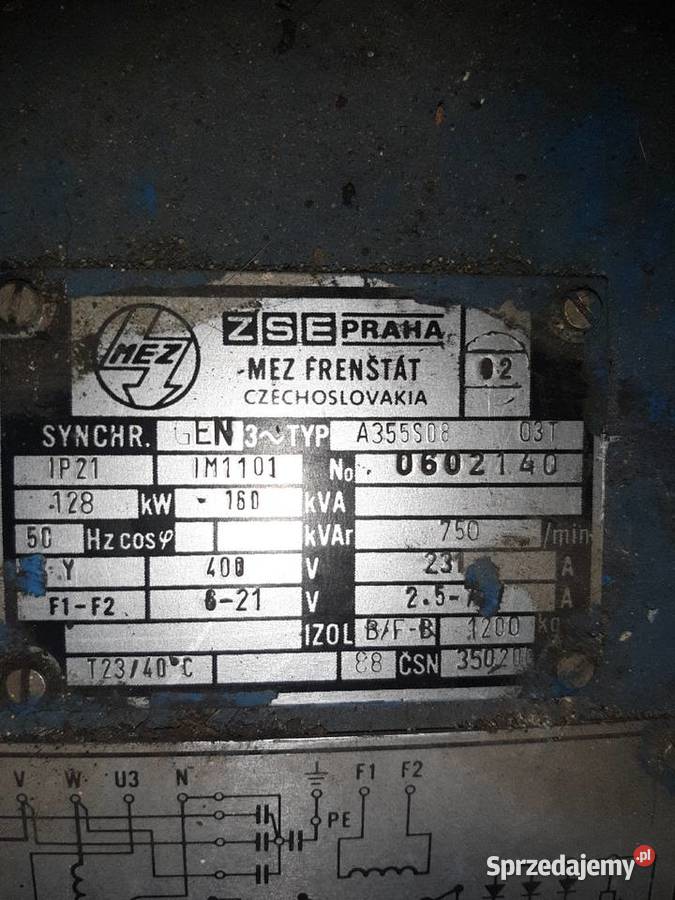 MEZ
ZSE PRAHA
MEZ FRENŠTÁT
CZECHOSLOVAKIA
02
SYNCHR. GEN 3~ TYP A355S08 03T
IP21 IM1101 No. 0602140
128 kW 160 kVA
50 Hz cosφ kVAr 750 /min
Y 400 V 231 A
F1-F2 6-21 V A
IZOL B/F-B 1200 kg
T23/40°C 88 ČSN
V W U3 N F1 F2
PE
Sprzedajemy.pl